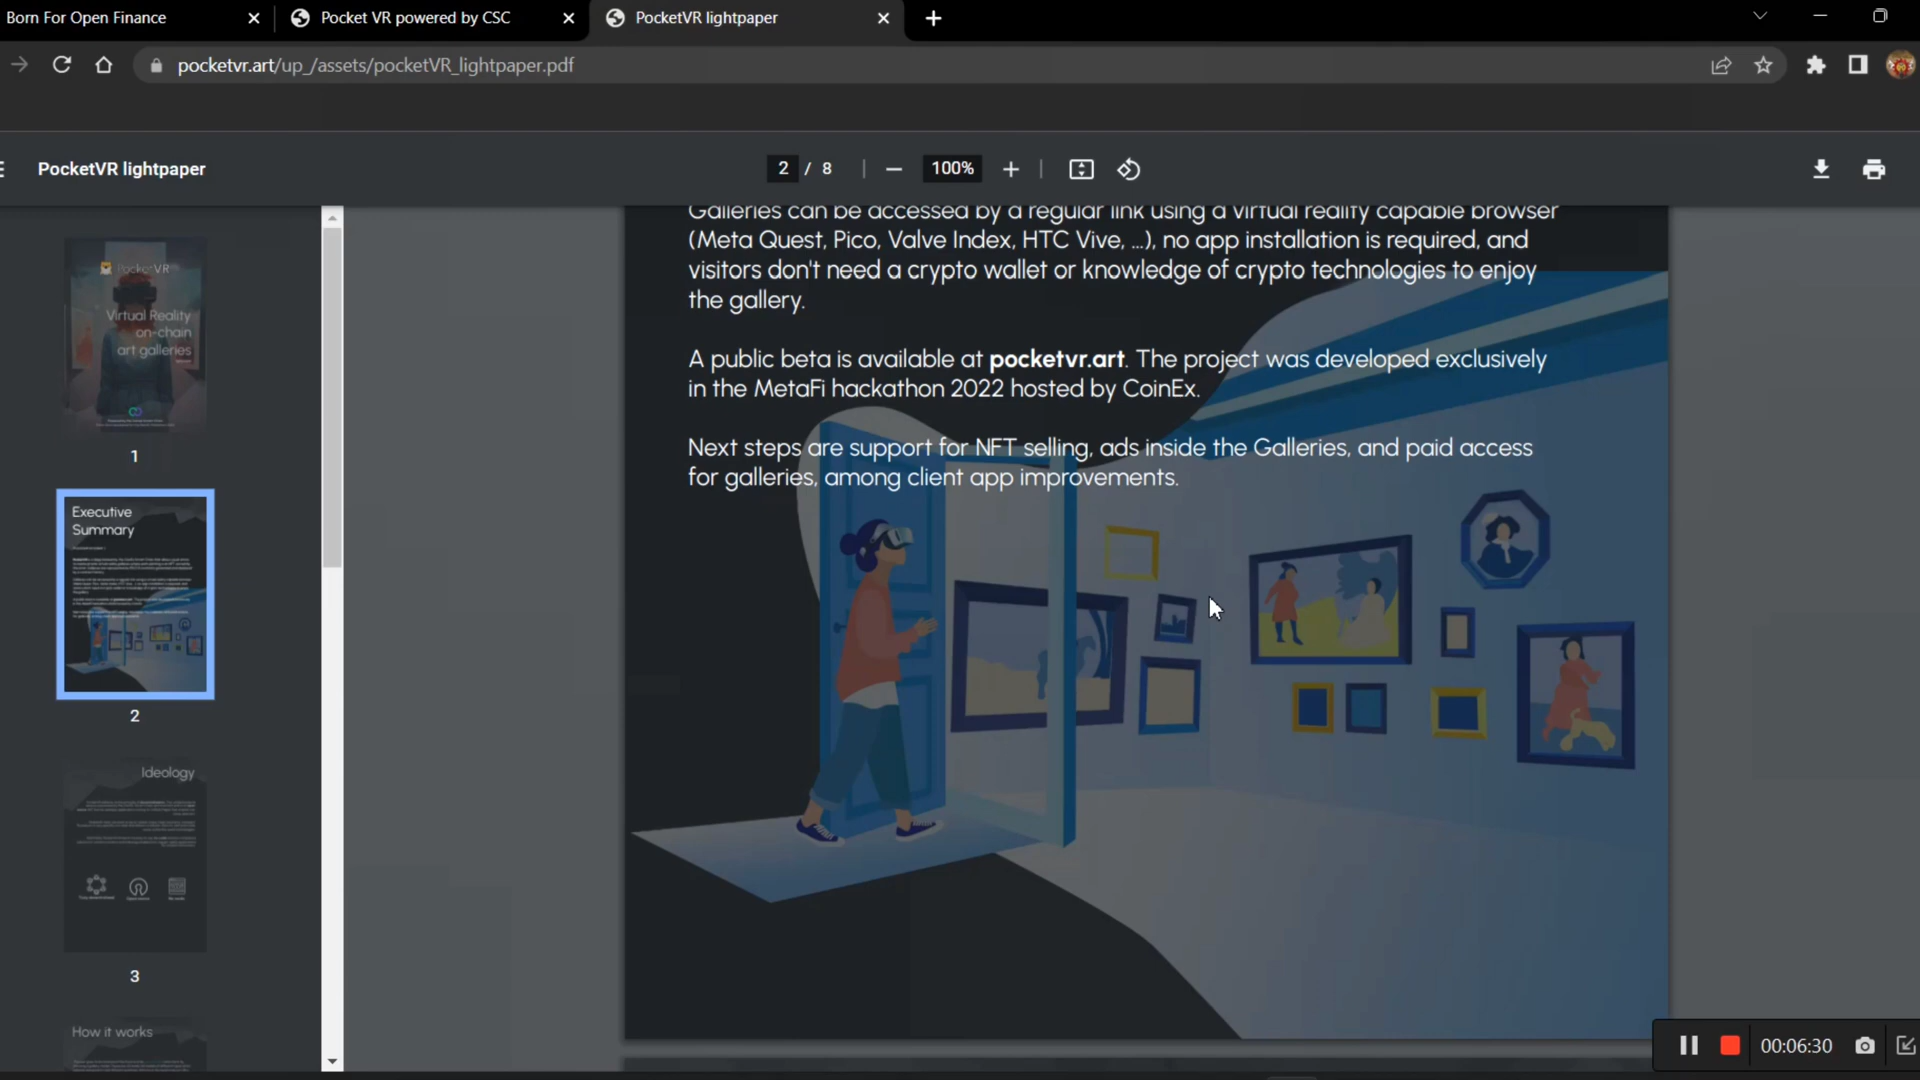 Born For Open Finance
Pocket VR powered by CSC
PocketVR lightpaper
pocketvr.art/up_/assets/pocketVR_lightpaper.pdf
PocketVR lightpaper
2 / 8
100%
Galleries can be accessed by a regular link using a virtual reality capable browser
(Meta Quest, Pico, Valve Index, HTC Vive, ...), no app installation is required, and
visitors don't need a crypto wallet or knowledge of crypto technologies to enjoy
the gallery.
A public beta is available at pocketvr.art. The project was developed exclusively
in the MetaFi hackathon 2022 hosted by CoinEx.
Next steps are support for NFT selling, ads inside the Galleries, and paid access
for galleries, among client app improvements.
PocketVR
Virtual Reality
on-chain
art galleries
1
Executive
Summary
2
Ideology
3
How it works
00:06:30